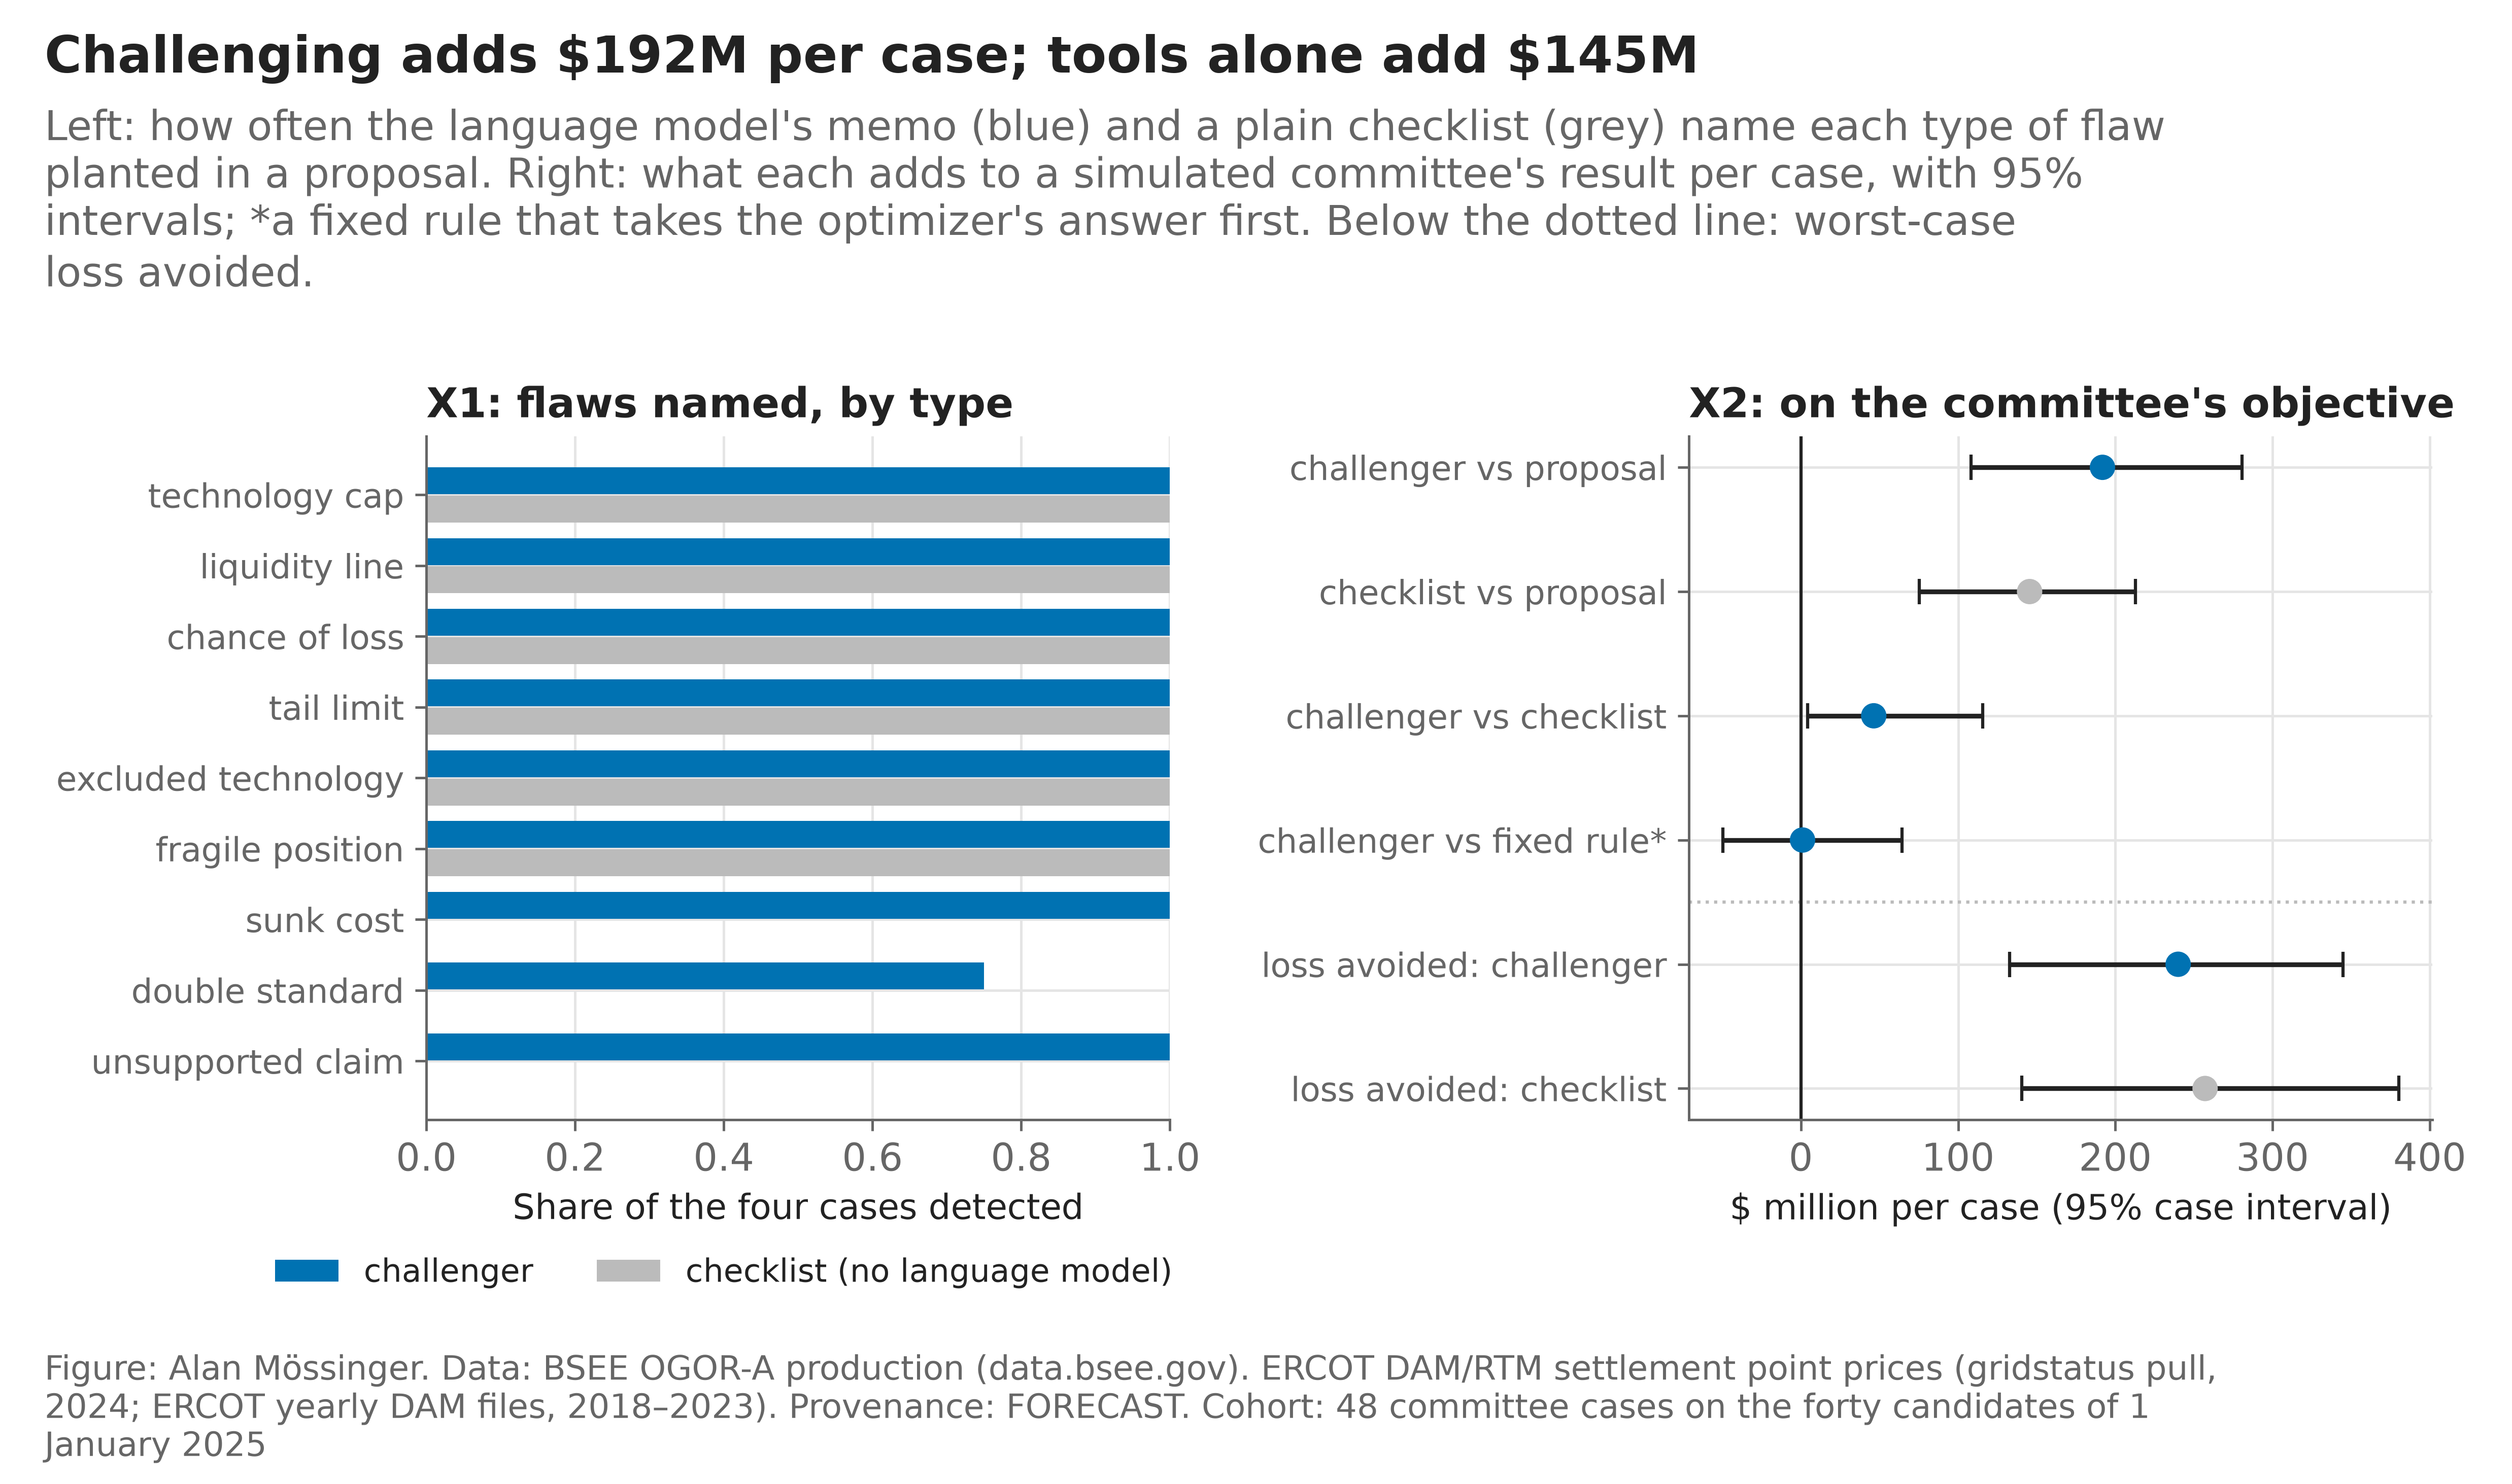 Challenging adds $192M per case; tools alone add $145M
Left: how often the language model's memo (blue) and a plain checklist (grey) name each type of flaw
planted in a proposal. Right: what each adds to a simulated committee's result per case, with 95%
intervals; *a fixed rule that takes the optimizer's answer first. Below the dotted line: worst-case
loss avoided.
X1: flaws named, by type
technology cap
liquidity line
chance of loss
tail limit
excluded technology
fragile position
sunk cost
double standard
unsupported claim
0.0 0.2 0.4 0.6 0.8 1.0
Share of the four cases detected
challenger
checklist (no language model)
X2: on the committee's objective
challenger vs proposal
checklist vs proposal
challenger vs checklist
challenger vs fixed rule*
loss avoided: challenger
loss avoided: checklist
0 100 200 300 400
$ million per case (95% case interval)
Figure: Alan Mössinger. Data: BSEE OGOR-A production (data.bsee.gov). ERCOT DAM/RTM settlement point prices (gridstatus pull,
2024; ERCOT yearly DAM files, 2018–2023). Provenance: FORECAST. Cohort: 48 committee cases on the forty candidates of 1
January 2025